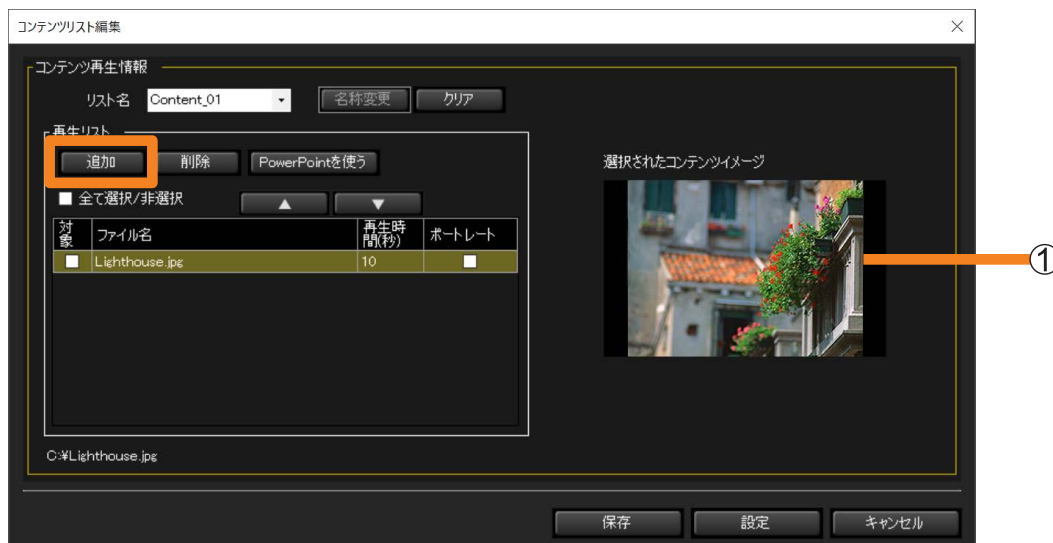 コンテンツリスト編集
コンテンツ再生情報
リスト名 Content_01 名称変更 クリア
再生リスト
追加 削除 PowerPointを使う
選択されたコンテンツイメージ
全て選択/非選択 ▲ ▼
対象 ファイル名 再生時間(秒) ポートレート
Lighthouse.jpg 10
①
C:¥Lighthouse.jpg
保存 設定 キャンセル